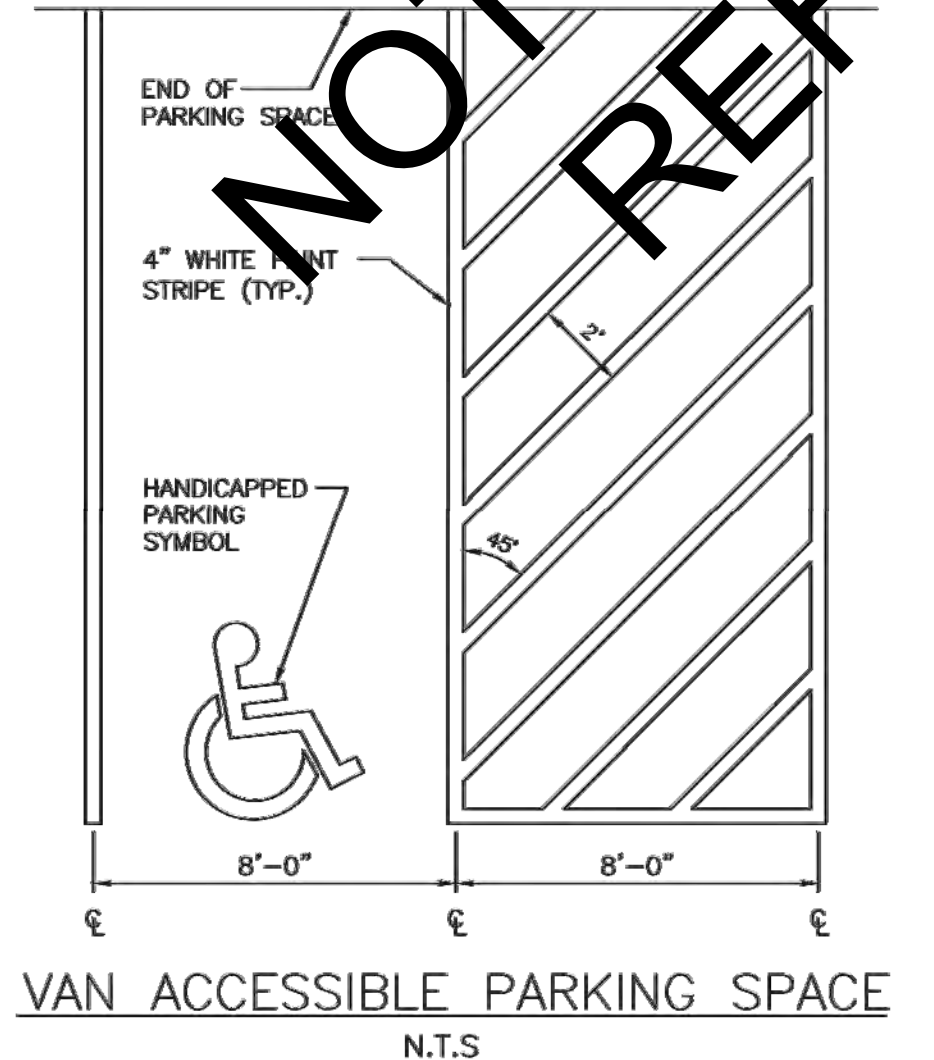 END OF
PARKING SPACE
4" WHITE PAINT
STRIPE (TYP.)
2'
HANDICAPPED
PARKING
SYMBOL
45°
8'-0" 8'-0"
℄ ℄ ℄
VAN ACCESSIBLE PARKING SPACE
N.T.S
NOT